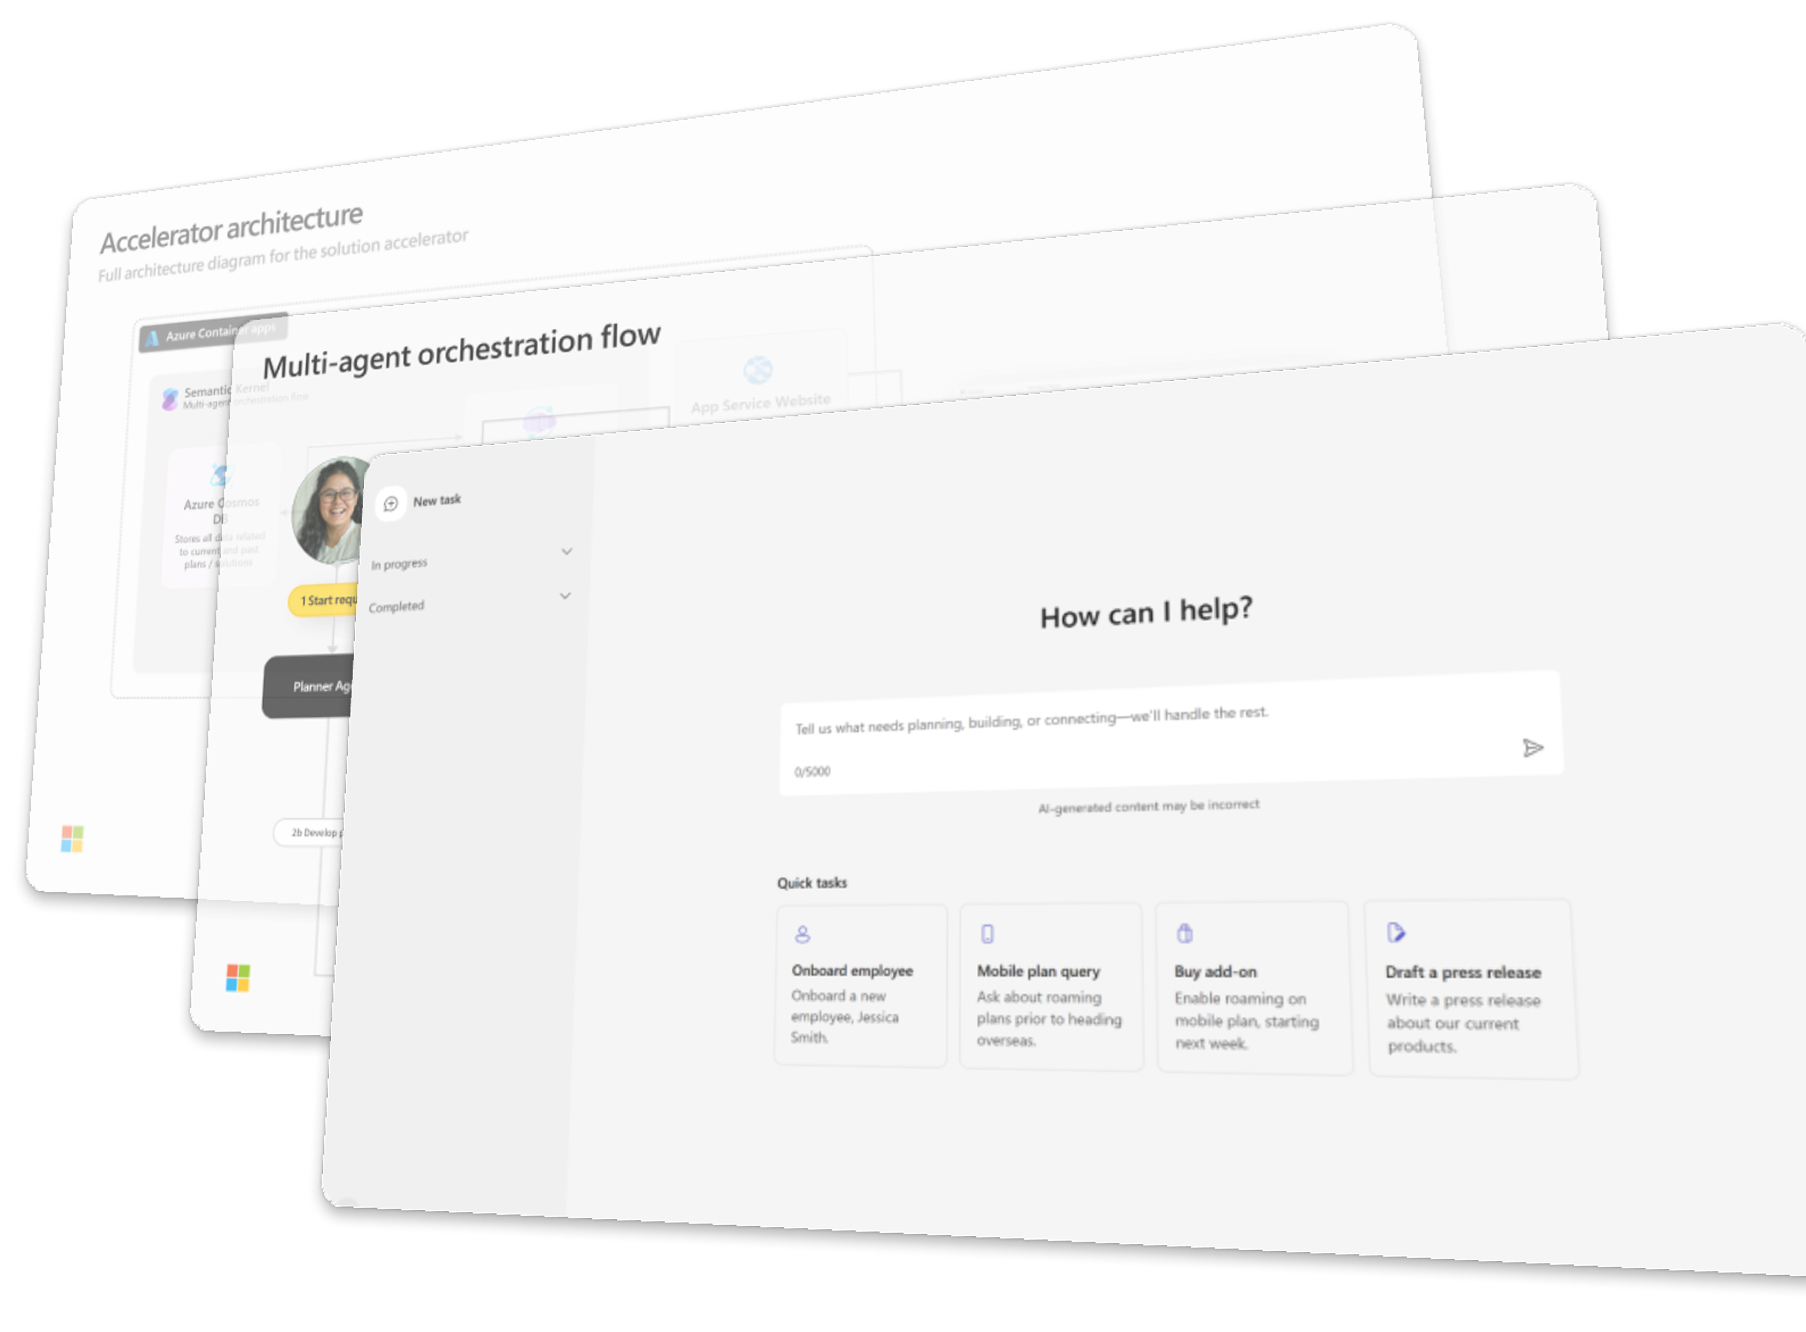 Accelerator architecture
Full architecture diagram for the solution accelerator
Azure Container apps
Semantic Kernel
Multi-agent orchestration flow
Azure Cosmos
DB
Stores all data related
to current and past
plans / solutions
App Service Website
Multi-agent orchestration flow
1 Start requ
Planner Ag
2b Develop
New task
In progress
Completed
How can I help?
Tell us what needs planning, building, or connecting—we'll handle the rest.
0/5000
AI-generated content may be incorrect
Quick tasks
Onboard employee
Onboard a new
employee, Jessica
Smith.
Mobile plan query
Ask about roaming
plans prior to heading
overseas.
Buy add-on
Enable roaming on
mobile plan, starting
next week.
Draft a press release
Write a press release
about our current
products.